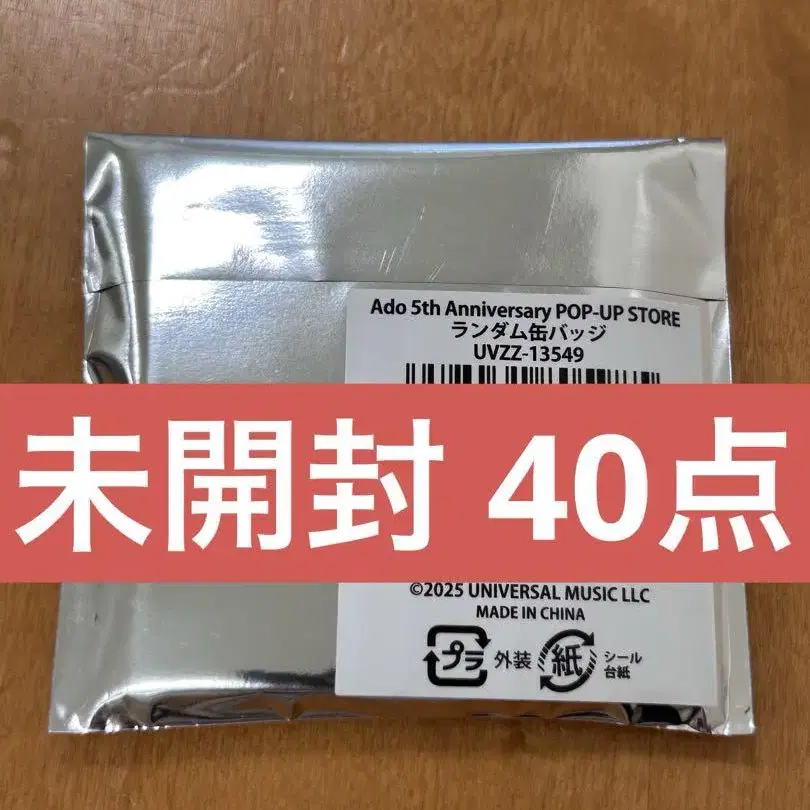 Ado 5th Anniversary POP-UP STORE
ランダム缶バッジ
UVZZ-13549
未開封 40点
©2025 UNIVERSAL MUSIC LLC
MADE IN CHINA
プラ 外装 紙 シール
台紙